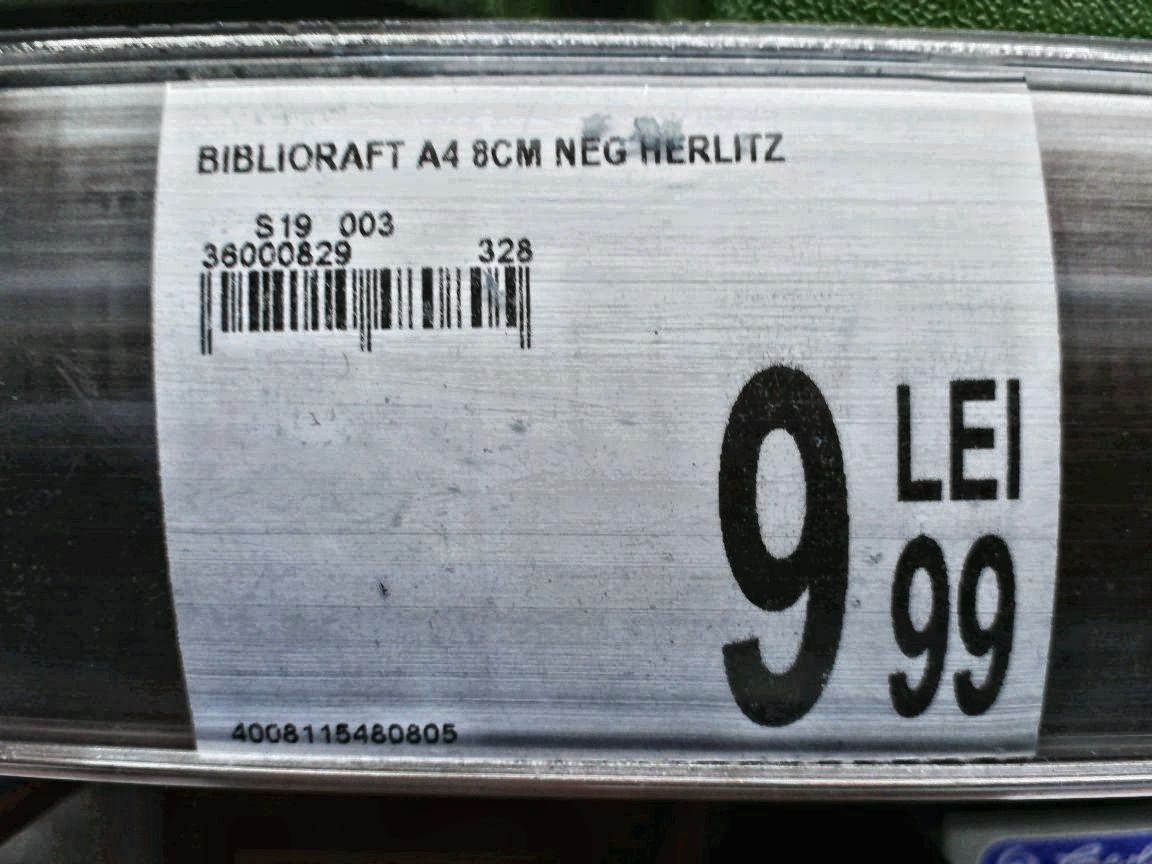 BIBLIORAFT A4 8CM NEG HERLITZ
S19 003
36000829 328
9 LEI
99
4008115480805